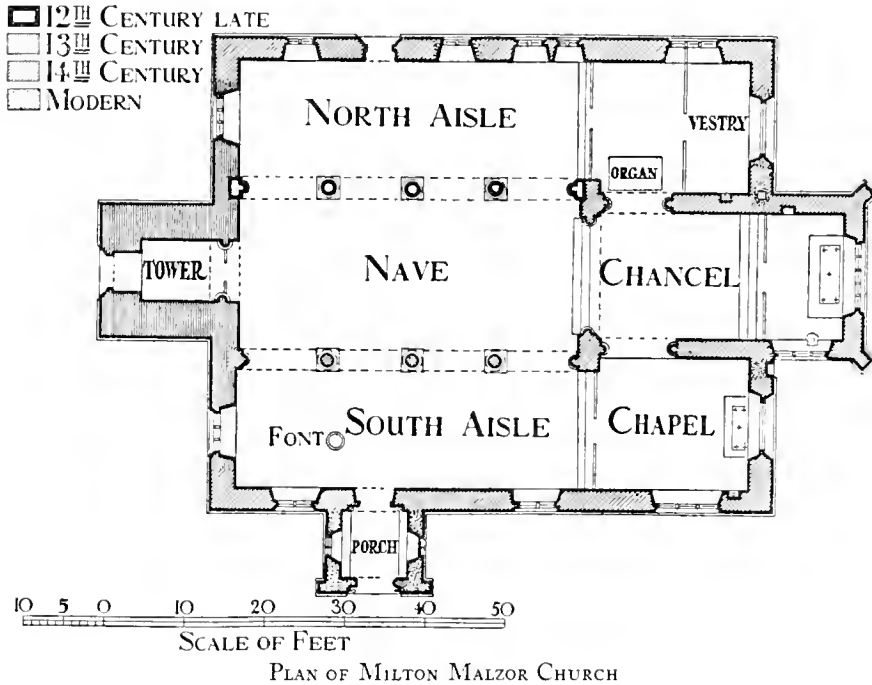 12TH CENTURY LATE
13TH CENTURY
14TH CENTURY
MODERN
NORTH AISLE
VESTRY
ORGAN
TOWER
NAVE
CHANCEL
FONT
SOUTH AISLE
CHAPEL
PORCH
10 5 0 10 20 30 40 50
SCALE OF FEET
PLAN OF MILTON MALZOR CHURCH